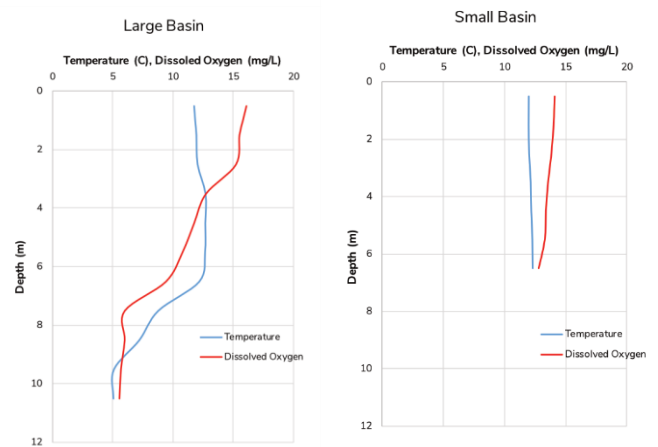 Large Basin
Temperature (C), Dissoled Oxygen (mg/L)
0 5 10 15 20
0
2
4
6
8
10
12
Depth (m)
Temperature
Dissolved Oxygen
Small Basin
Temperature (C), Dissolved Oxygen (mg/L)
0 5 10 15 20
0
2
4
6
8
10
12
Depth (m)
Temperature
Dissolved Oxygen